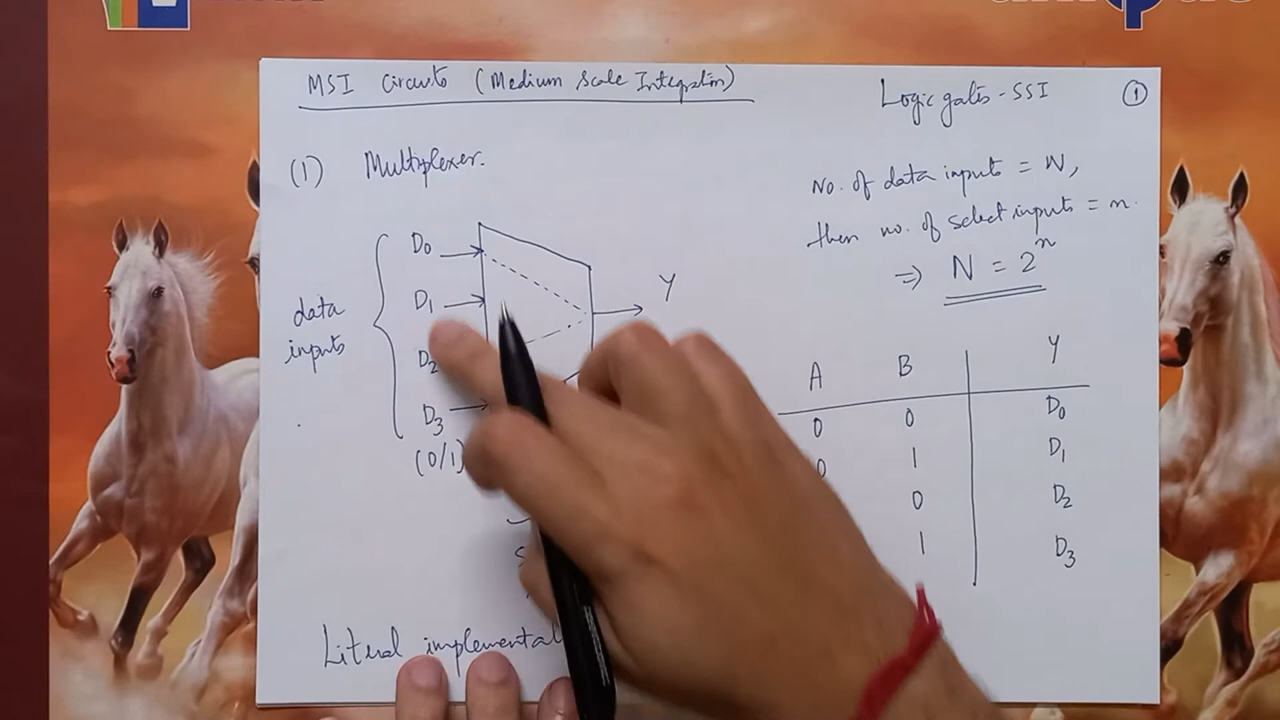 MSI Circuits (Medium Scale Integration)
Logic gates - SSI
1
(1) Multiplexer.
No. of data inputs = N,
then no. of select inputs = n.
=> N = 2^n
data
inputs
D0
D1
D2
D3
(0/1)
Y
A B Y
0 0 D0
0 1 D1
0 D2
1 D3
S
Literal implementat